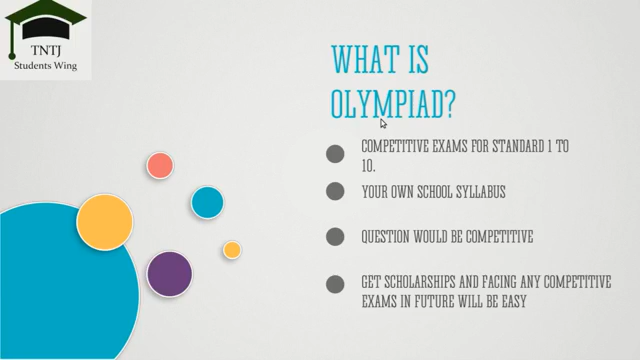 TNTJ
Students Wing
WHAT IS
OLYMPIAD?
COMPETITIVE EXAMS FOR STANDARD 1 TO
10.
YOUR OWN SCHOOL SYLLABUS
QUESTION WOULD BE COMPETITIVE
GET SCHOLARSHIPS AND FACING ANY COMPETITIVE
EXAMS IN FUTURE WILL BE EASY